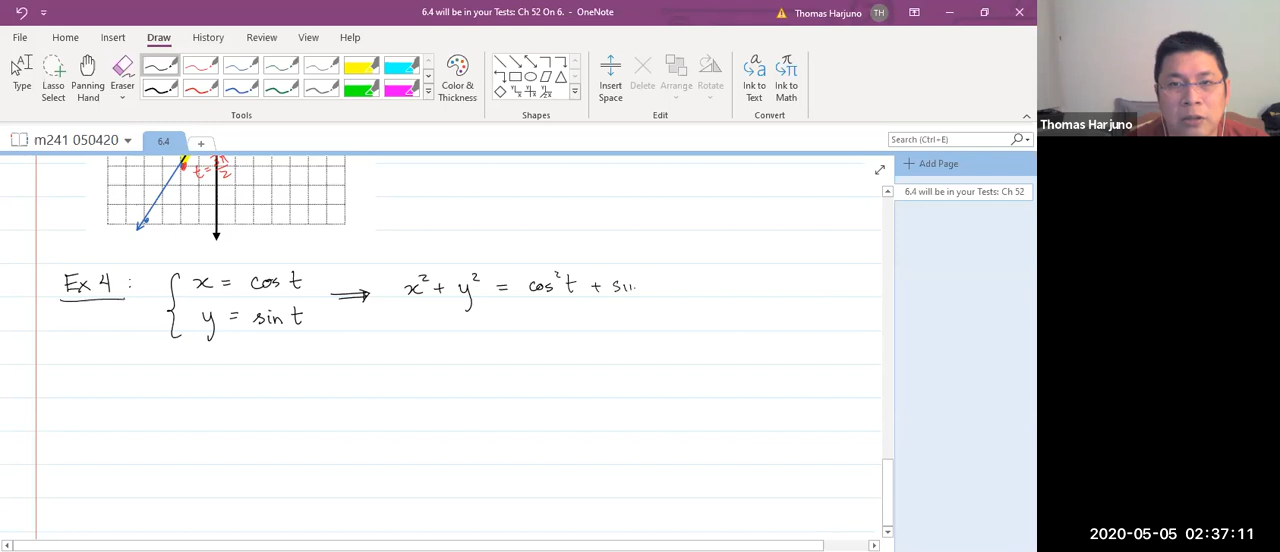 6.4 will be in your Tests: Ch 52 On 6. - OneNote
Thomas Harjuno TH
File Home Insert Draw History Review View Help
Type Lasso Select Panning Hand Eraser Color & Thickness Insert Space Delete Arrange Rotate Ink to Text Ink to Math
Tools Shapes Edit Convert
m241 050420 6.4 Search (Ctrl+E)
Thomas Harjuno
Add Page
6.4 will be in your Tests: Ch 52
Ex 4 : { x = cos t ⟹ x² + y² = cos² t + sin
y = sin t
2020-05-05 02:37:11